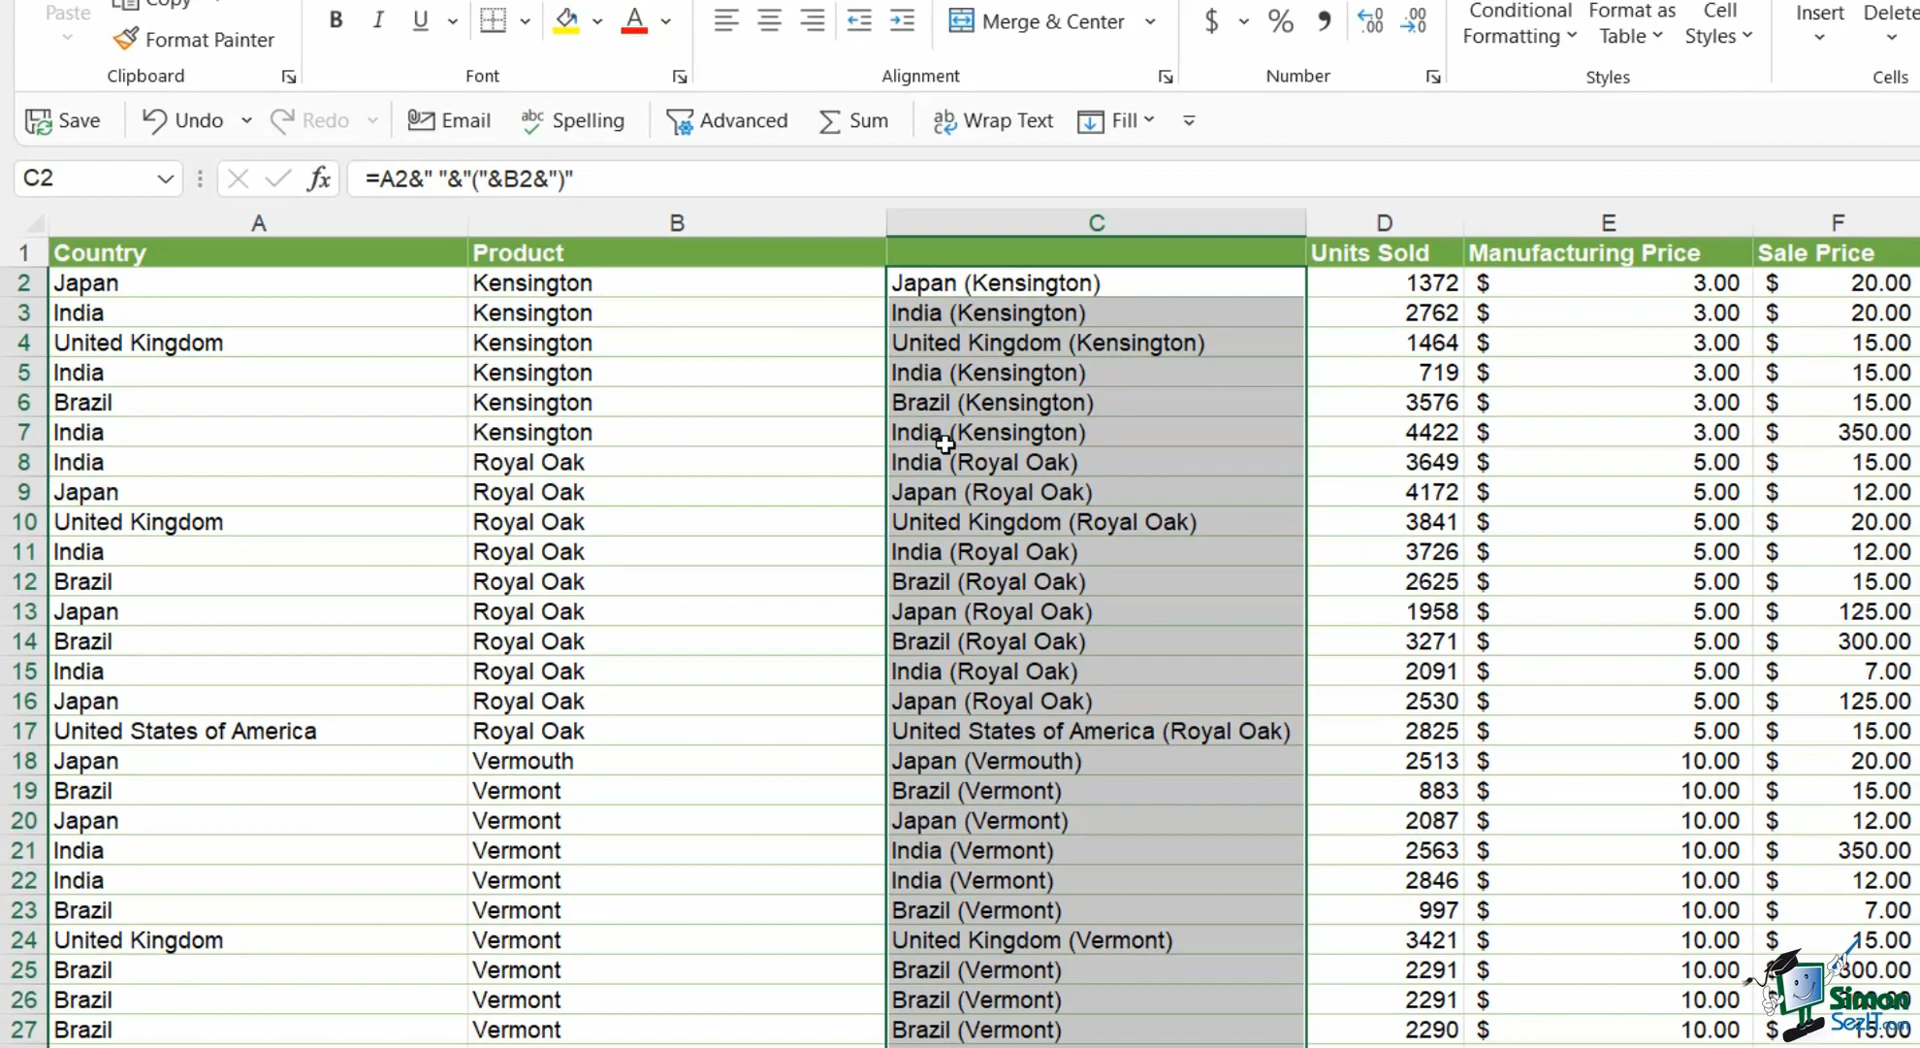 Paste
Copy
Format Painter
Clipboard
B I U
A
Font
Merge & Center
Alignment
$ % ,
Number
Conditional Formatting
Format as Table
Cell Styles
Styles
Insert
Delete
Cells
Save Undo Redo Email Spelling Advanced Sum Wrap Text Fill
C2 fx =A2&" "&"("&B2&")"
A B C D E F
1 Country Product Units Sold Manufacturing Price Sale Price
2 Japan Kensington Japan (Kensington) 1372 $ 3.00 $ 20.00
3 India Kensington India (Kensington) 2762 $ 3.00 $ 20.00
4 United Kingdom Kensington United Kingdom (Kensington) 1464 $ 3.00 $ 15.00
5 India Kensington India (Kensington) 719 $ 3.00 $ 15.00
6 Brazil Kensington Brazil (Kensington) 3576 $ 3.00 $ 15.00
7 India Kensington India (Kensington) 4422 $ 3.00 $ 350.00
8 India Royal Oak India (Royal Oak) 3649 $ 5.00 $ 15.00
9 Japan Royal Oak Japan (Royal Oak) 4172 $ 5.00 $ 12.00
10 United Kingdom Royal Oak United Kingdom (Royal Oak) 3841 $ 5.00 $ 20.00
11 India Royal Oak India (Royal Oak) 3726 $ 5.00 $ 12.00
12 Brazil Royal Oak Brazil (Royal Oak) 2625 $ 5.00 $ 15.00
13 Japan Royal Oak Japan (Royal Oak) 1958 $ 5.00 $ 125.00
14 Brazil Royal Oak Brazil (Royal Oak) 3271 $ 5.00 $ 300.00
15 India Royal Oak India (Royal Oak) 2091 $ 5.00 $ 7.00
16 Japan Royal Oak Japan (Royal Oak) 2530 $ 5.00 $ 125.00
17 United States of America Royal Oak United States of America (Royal Oak) 2825 $ 5.00 $ 15.00
18 Japan Vermouth Japan (Vermouth) 2513 $ 10.00 $ 20.00
19 Brazil Vermont Brazil (Vermont) 883 $ 10.00 $ 15.00
20 Japan Vermont Japan (Vermont) 2087 $ 10.00 $ 12.00
21 India Vermont India (Vermont) 2563 $ 10.00 $ 350.00
22 India Vermont India (Vermont) 2846 $ 10.00 $ 12.00
23 Brazil Vermont Brazil (Vermont) 997 $ 10.00 $ 7.00
24 United Kingdom Vermont United Kingdom (Vermont) 3421 $ 10.00 $ 15.00
25 Brazil Vermont Brazil (Vermont) 2291 $ 10.00
26 Brazil Vermont Brazil (Vermont) 2291 $ 10.00
27 Brazil Vermont Brazil (Vermont) 2290 $ 10.00 $
Simon
SezIT.com